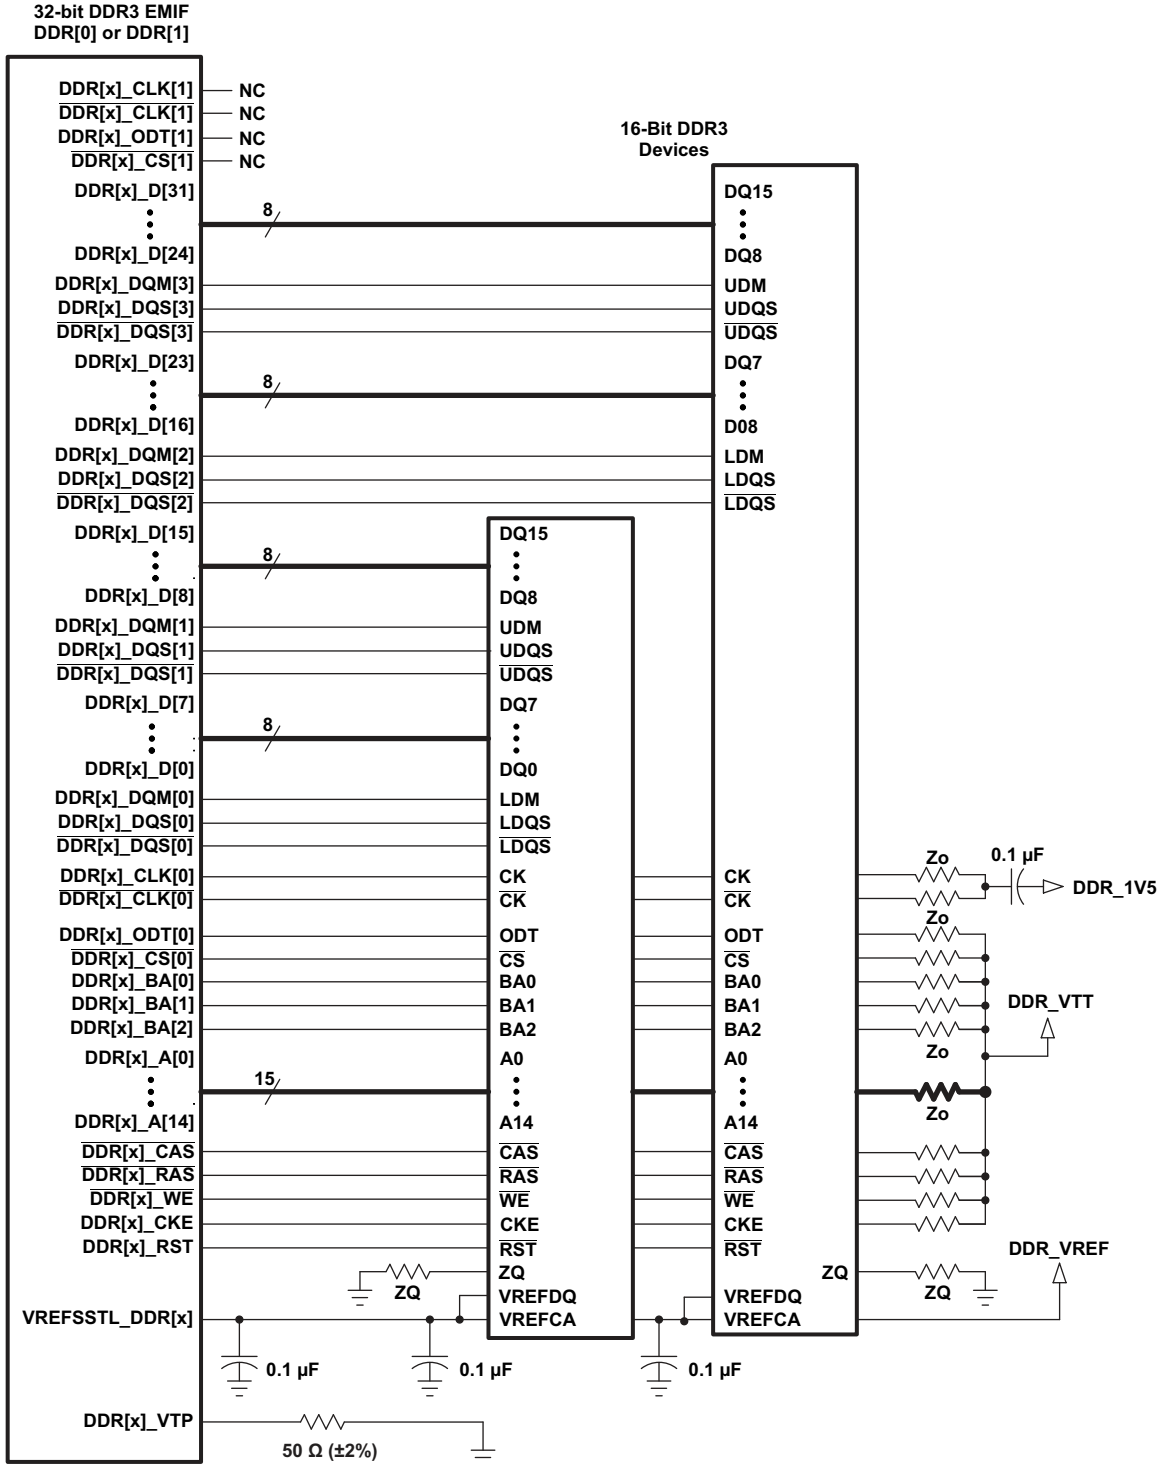 32-bit DDR3 EMIF
DDR[0] or DDR[1]
DDR[x]_CLK[1]
NC
DDR[x]_CLK[1]
NC
DDR[x]_ODT[1]
NC
DDR[x]_CS[1]
NC
16-Bit DDR3
Devices
DDR[x]_D[31]
8
DQ15
DDR[x]_D[24]
DQ8
DDR[x]_DQM[3]
UDM
DDR[x]_DQS[3]
UDQS
DDR[x]_DQS[3]
UDQS
DDR[x]_D[23]
8
DQ7
DDR[x]_D[16]
D08
DDR[x]_DQM[2]
LDM
DDR[x]_DQS[2]
LDQS
DDR[x]_DQS[2]
LDQS
DDR[x]_D[15]
8
DQ15
DDR[x]_D[8]
DQ8
DDR[x]_DQM[1]
UDM
DDR[x]_DQS[1]
UDQS
DDR[x]_DQS[1]
UDQS
DDR[x]_D[7]
8
DQ7
DDR[x]_D[0]
DQ0
DDR[x]_DQM[0]
LDM
DDR[x]_DQS[0]
LDQS
DDR[x]_DQS[0]
LDQS
Zo
0.1 µF
DDR[x]_CLK[0]
CK
CK
DDR_1V5
DDR[x]_CLK[0]
CK
CK
Zo
DDR[x]_ODT[0]
ODT
ODT
DDR[x]_CS[0]
CS
CS
DDR[x]_BA[0]
BA0
BA0
DDR[x]_BA[1]
BA1
BA1
DDR_VTT
DDR[x]_BA[2]
BA2
BA2
Zo
DDR[x]_A[0]
A0
A0
15
Zo
DDR[x]_A[14]
A14
A14
DDR[x]_CAS
CAS
CAS
DDR[x]_RAS
RAS
RAS
DDR[x]_WE
WE
WE
DDR[x]_CKE
CKE
CKE
DDR[x]_RST
RST
RST
DDR_VREF
ZQ
ZQ
ZQ
ZQ
VREFDQ
VREFDQ
VREFSSTL_DDR[x]
VREFCA
VREFCA
0.1 µF
0.1 µF
0.1 µF
DDR[x]_VTP
50 Ω (±2%)